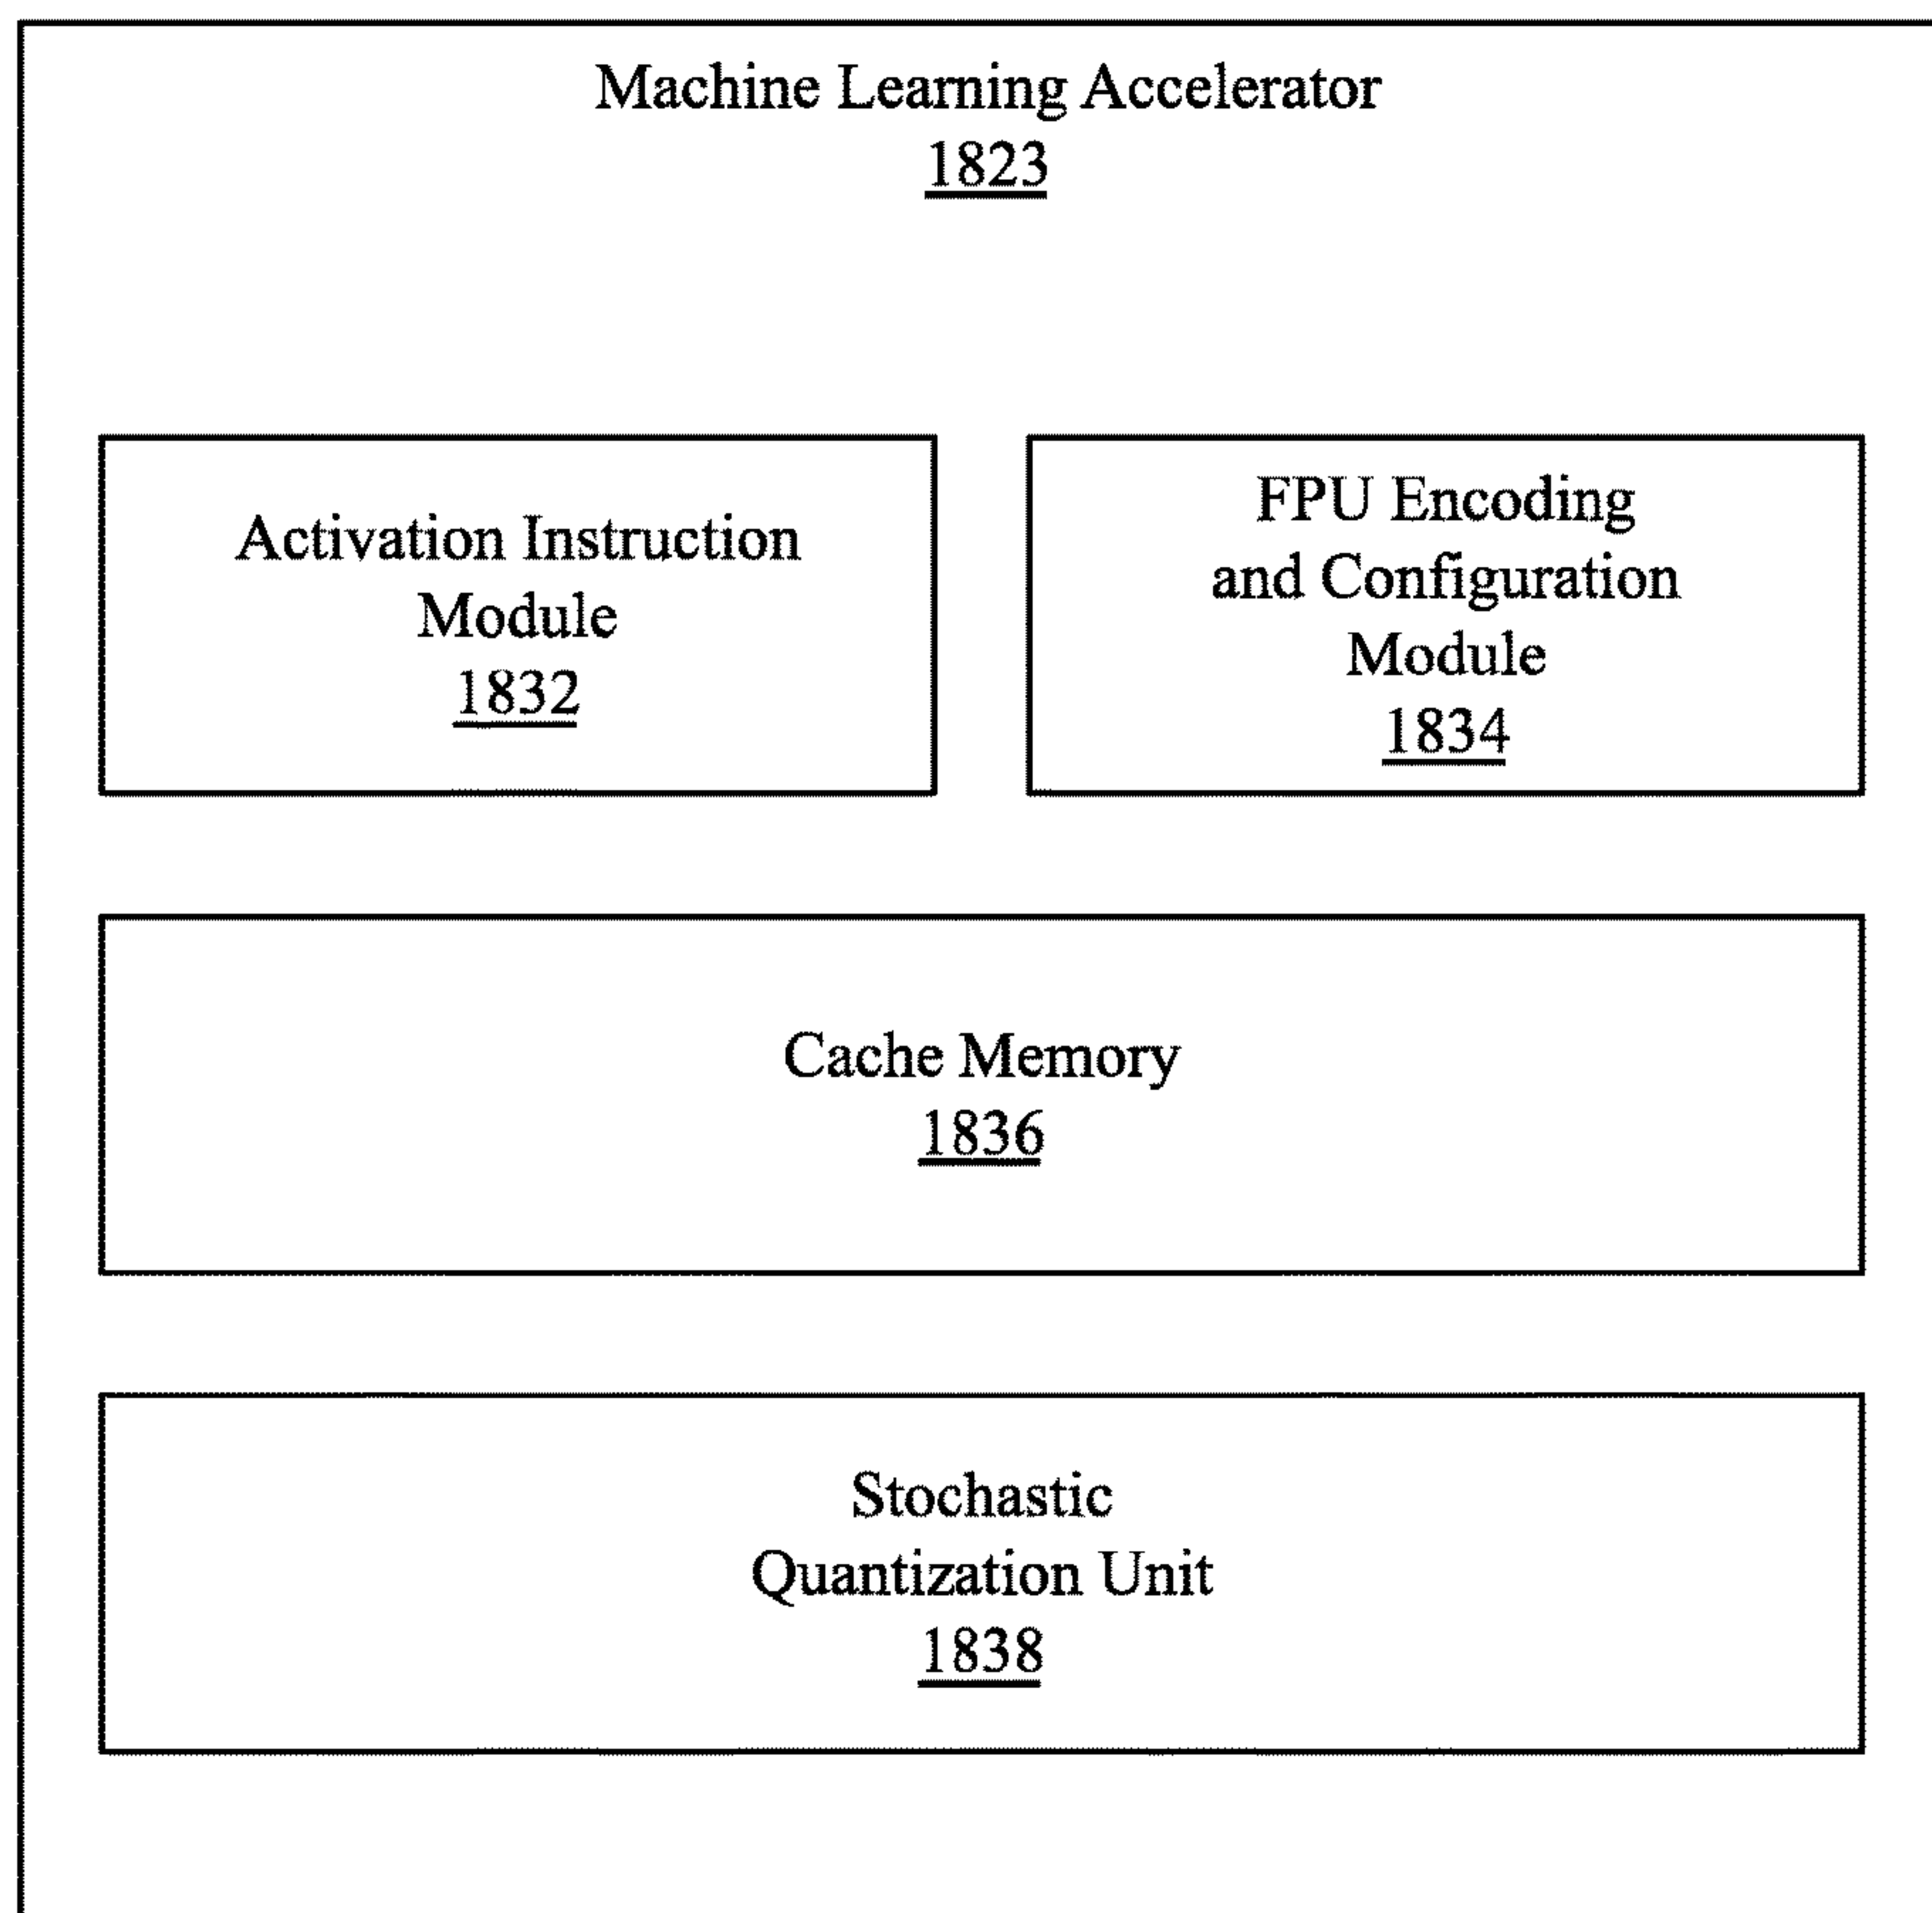 Machine Learning Accelerator
1823
Activation Instruction
Module
1832
FPU Encoding
and Configuration
Module
1834
Cache Memory
1836
Stochastic
Quantization Unit
1838